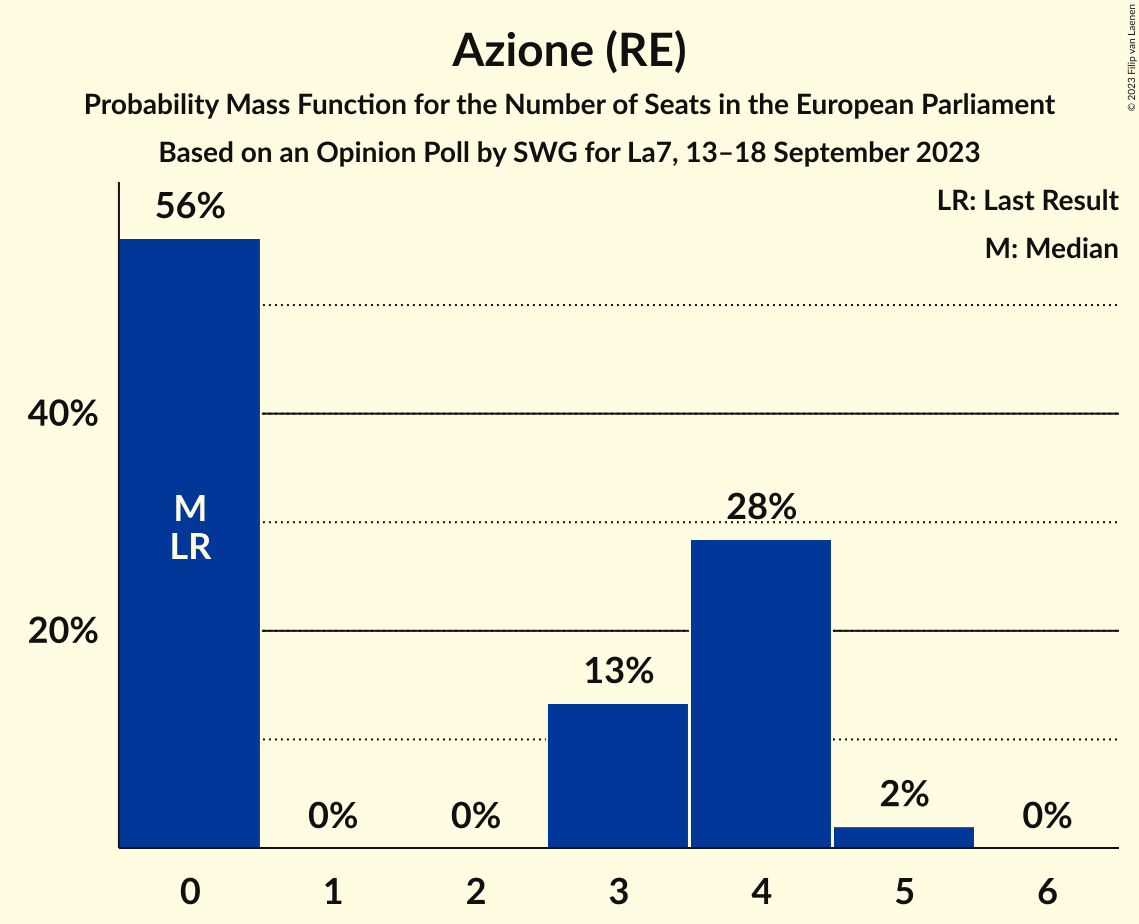 Azione (RE)
Probability Mass Function for the Number of Seats in the European Parliament
Based on an Opinion Poll by SWG for La7, 13–18 September 2023
© 2023 Filip van Laenen
LR: Last Result
M: Median
56%
40%
20%
M
LR
0%
0%
13%
28%
2%
0%
0
1
2
3
4
5
6